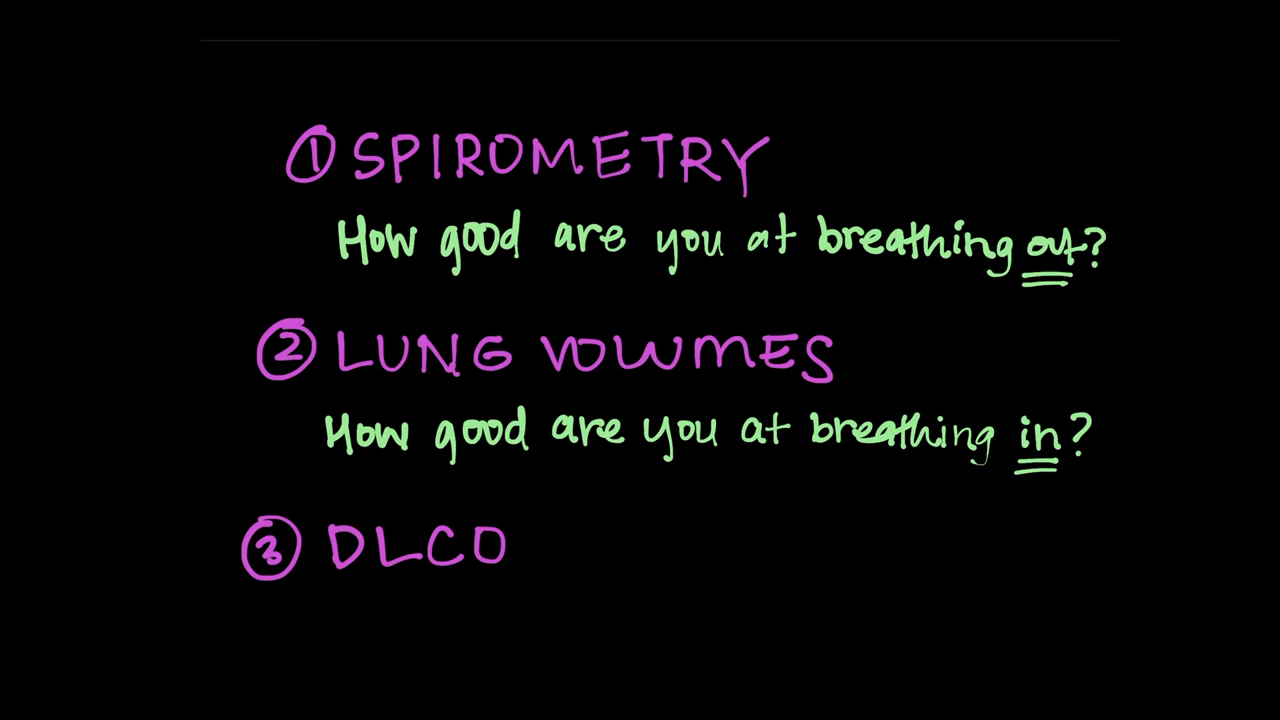 ① SPIROMETRY
How good are you at breathing out?
② LUNG VOLUMES
How good are you at breathing in?
③ DLCO